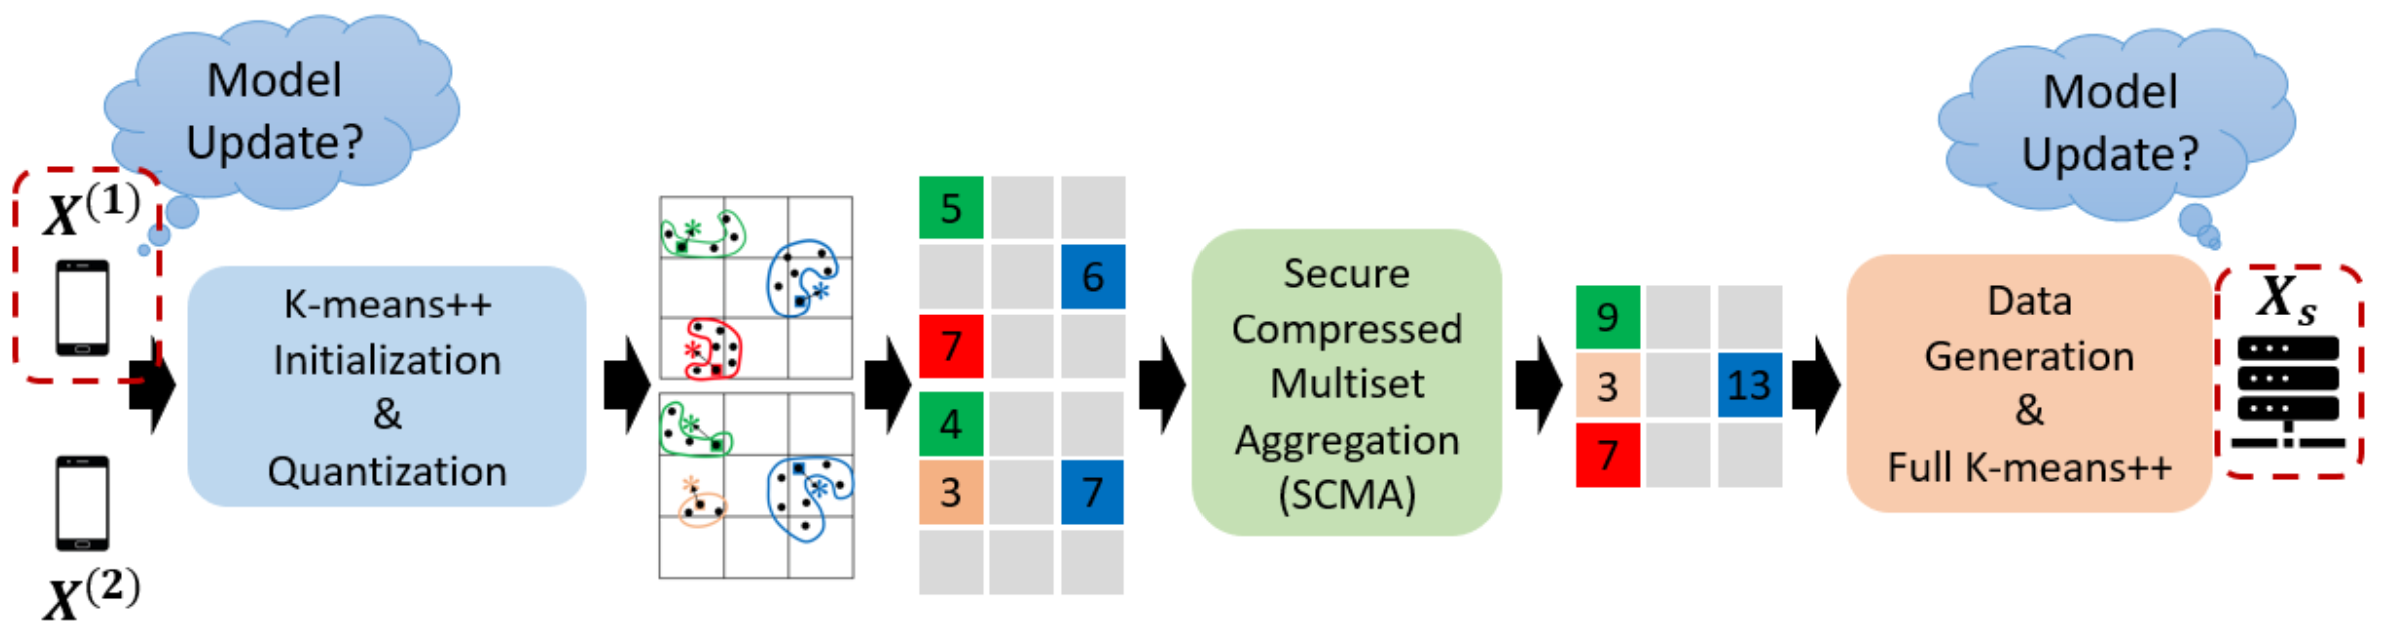 Model
Update?
X(1)
K-means++
Initialization
&
Quantization
X(2)
5
6
7
4
3
7
Secure
Compressed
Multiset
Aggregation
(SCMA)
9
3
13
7
Data
Generation
&
Full K-means++
Model
Update?
Xs